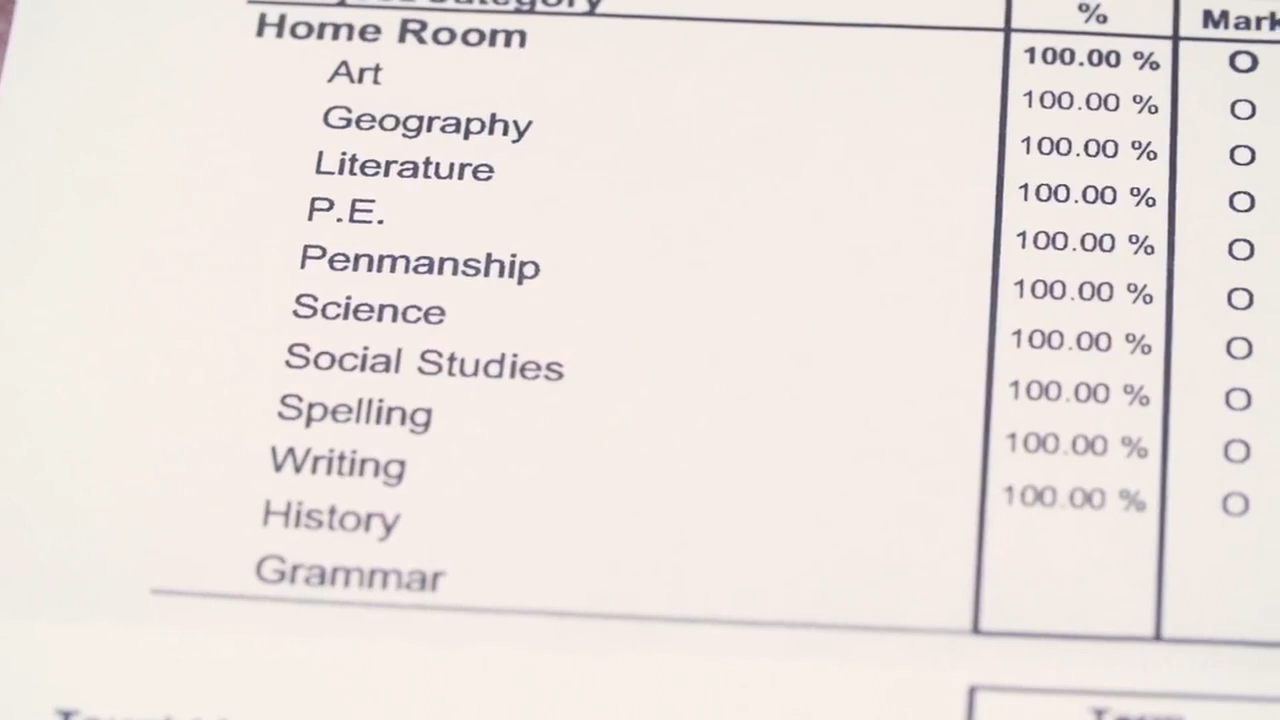 % Mark
Home Room 100.00 % O
Art 100.00 % O
Geography 100.00 % O
Literature 100.00 % O
P.E. 100.00 % O
Penmanship 100.00 % O
Science 100.00 % O
Social Studies 100.00 % O
Spelling 100.00 % O
Writing 100.00 % O
History
Grammar